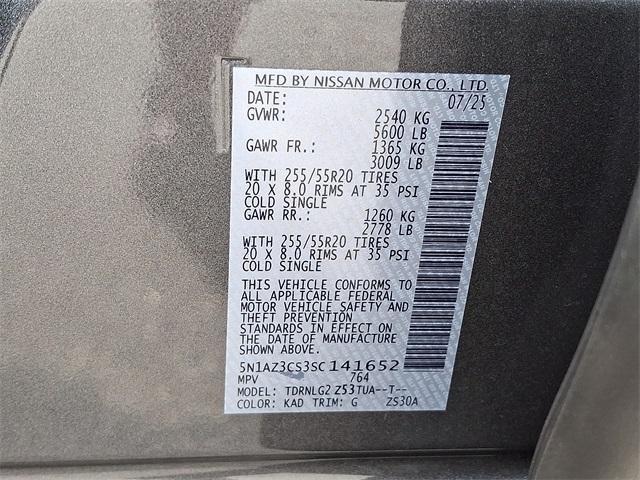 MFD BY NISSAN MOTOR CO., LTD.
DATE: 07/25
GVWR: 2540 KG
5600 LB
GAWR FR.: 1365 KG
3009 LB
WITH 255/55R20 TIRES
20 X 8.0 RIMS AT 35 PSI
COLD SINGLE
GAWR RR.: 1260 KG
2778 LB
WITH 255/55R20 TIRES
20 X 8.0 RIMS AT 35 PSI
COLD SINGLE
THIS VEHICLE CONFORMS TO
ALL APPLICABLE FEDERAL
MOTOR VEHICLE SAFETY AND
THEFT PREVENTION
STANDARDS IN EFFECT ON
THE DATE OF MANUFACTURE
SHOWN ABOVE.
5N1AZ3CS3SC141652
MPV 764
MODEL: TDRNLG2 Z53TUA--T--
COLOR: KAD TRIM: G ZS30A